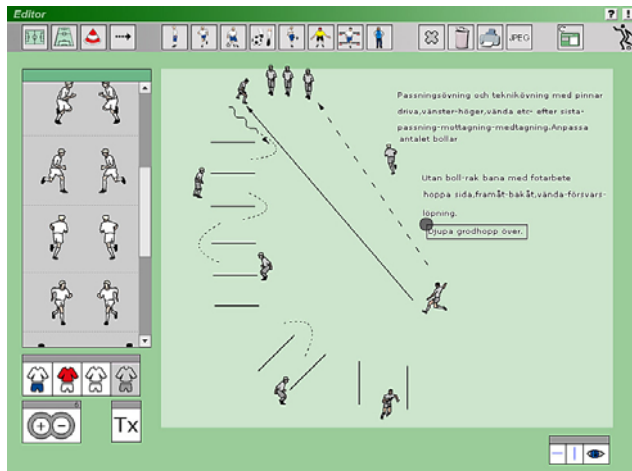 Editor
? !
JPEG
Passningsövning och teknikövning med pinnar
driva,vänster-höger,vända etc- efter sista-
passning-mottagning-medtagning.Anpassa
antalet bollar
Utan boll-rak bana med fotarbete
hoppa sida,framåt-bakåt,vända-försvars-
löpning.
Djupa grodhopp över.
6
Tx